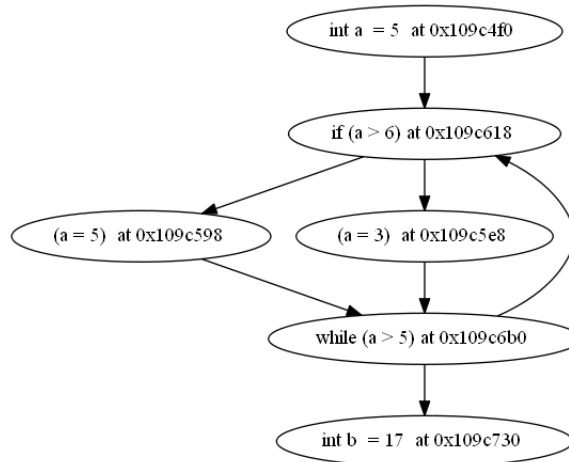 int a = 5 at 0x109c4f0
if (a > 6) at 0x109c618
(a = 5) at 0x109c598
(a = 3) at 0x109c5e8
while (a > 5) at 0x109c6b0
int b = 17 at 0x109c730